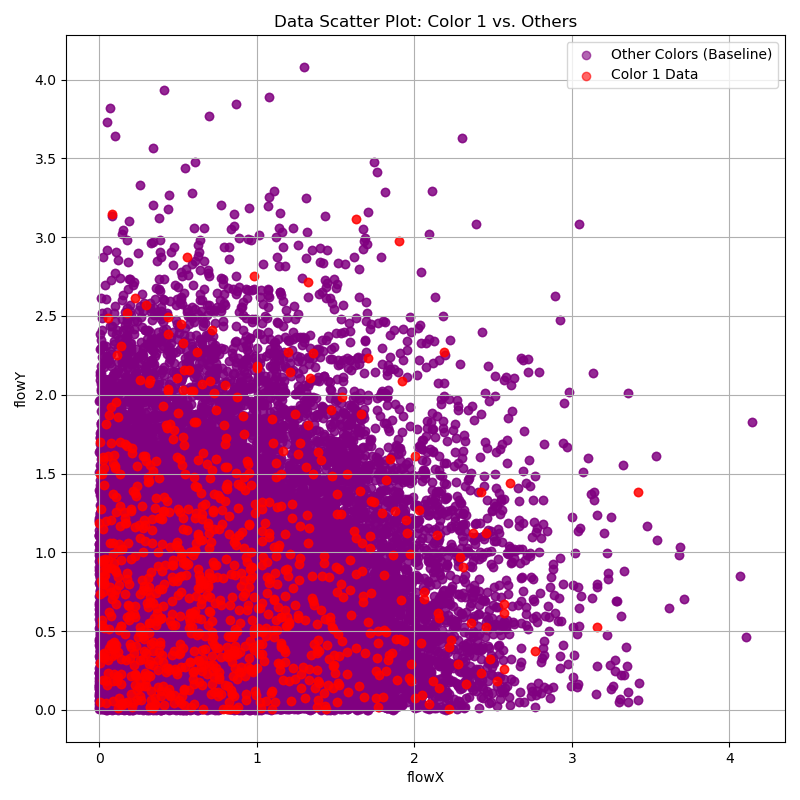 Data Scatter Plot: Color 1 vs. Others
Other Colors (Baseline)
Color 1 Data
4.0
3.5
3.0
2.5
2.0
1.5
1.0
0.5
0.0
flowY
0 1 2 3 4
flowX